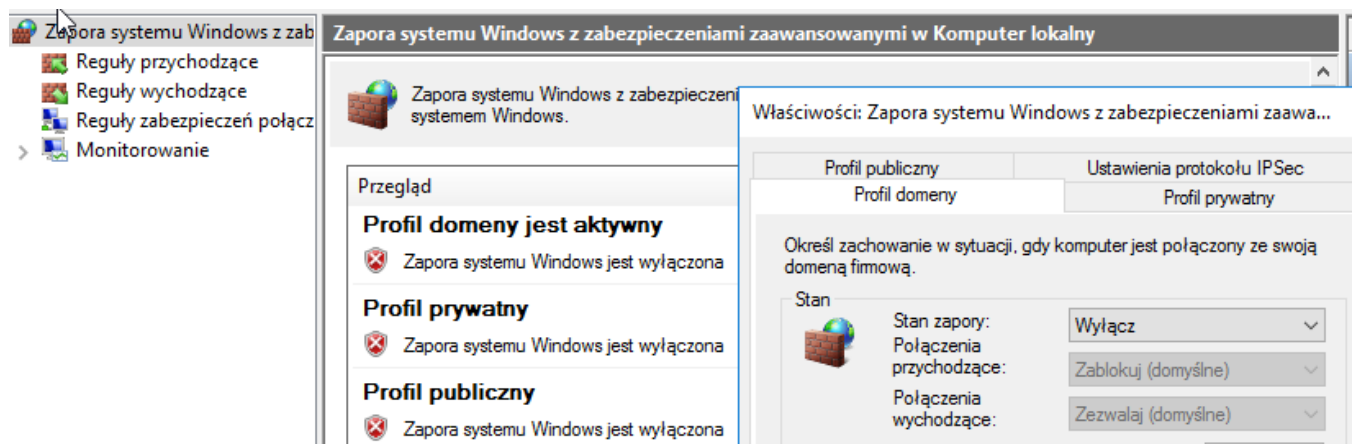 Zapora systemu Windows z zab
Reguły przychodzące
Reguły wychodzące
Reguły zabezpieczeń połącz
Monitorowanie
Zapora systemu Windows z zabezpieczeniami zaawansowanymi w Komputer lokalny
Zapora systemu Windows z zabezpieczeni
systemem Windows.
Przegląd
Profil domeny jest aktywny
Zapora systemu Windows jest wyłączona
Profil prywatny
Zapora systemu Windows jest wyłączona
Profil publiczny
Zapora systemu Windows jest wyłączona
Właściwości: Zapora systemu Windows z zabezpieczeniami zaawa...
Profil publiczny
Ustawienia protokołu IPSec
Profil domeny
Profil prywatny
Określ zachowanie w sytuacji, gdy komputer jest połączony ze swoją
domeną firmową.
Stan
Stan zapory:
Wyłącz
Połączenia
przychodzące:
Zablokuj (domyślne)
Połączenia
wychodzące:
Zezwalaj (domyślne)